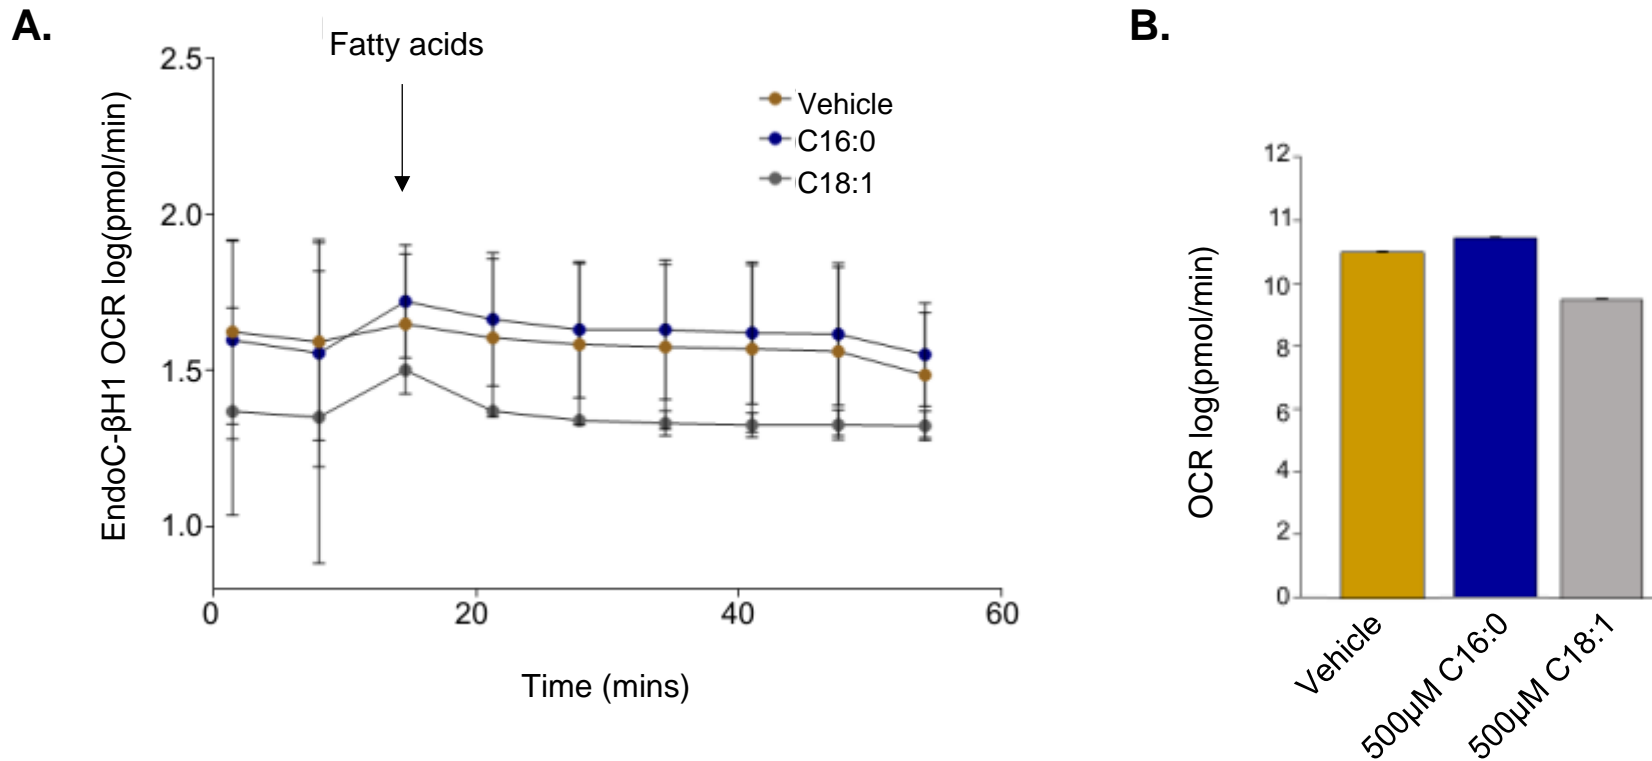 A.
Fatty acids
EndoC-βH1 OCR log(pmol/min)
2.5
2.0
1.5
1.0
Vehicle
C16:0
C18:1
0
20
40
60
Time (mins)
B.
OCR log(pmol/min)
12
11
10
8
6
4
2
0
Vehicle
500µM C16:0
500µM C18:1